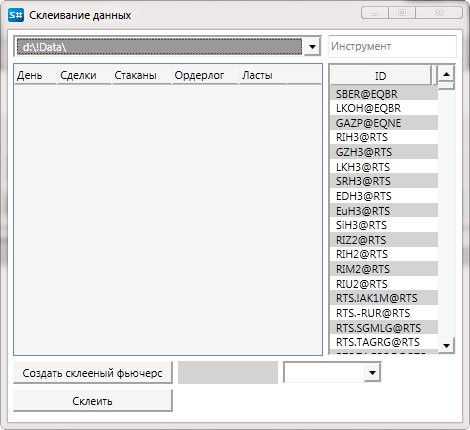 S# Склеивание данных
d:\!Data\
Инструмент
День Сделки Стаканы Ордерлог Ласты
ID
SBER@EQBR
LKOH@EQBR
GAZP@EQNE
RIH3@RTS
GZH3@RTS
LKH3@RTS
SRH3@RTS
EDH3@RTS
EuH3@RTS
SiH3@RTS
RIZ2@RTS
RIH2@RTS
RIM2@RTS
RIU2@RTS
RTS.!AK1M@RTS
RTS.-RUR@RTS
RTS.SGMLG@RTS
RTS.TAGRG@RTS
Создать склееный фьючерс
Склеить